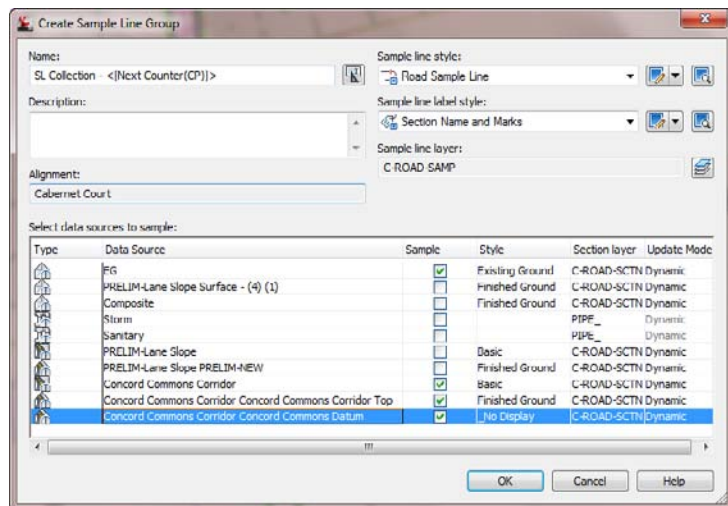 Create Sample Line Group
Name:
SL Collection - <[Next Counter(CP)]>
Description:
Alignment:
Cabernet Court
Sample line style:
Road Sample Line
Sample line label style:
Section Name and Marks
Sample line layer:
C-ROAD-SAMP
Select data sources to sample:
Type Data Source Sample Style Section layer Update Mode
EG Existing Ground C-ROAD-SCTN Dynamic
PRELIM-Lane Slope Surface - (4) (1) Finished Ground C-ROAD-SCTN Dynamic
Composite Finished Ground C-ROAD-SCTN Dynamic
Storm PIPE_ Dynamic
Sanitary PIPE_ Dynamic
PRELIM-Lane Slope Basic C-ROAD-SCTN Dynamic
PRELIM-Lane Slope PRELIM-NEW Finished Ground C-ROAD-SCTN Dynamic
Concord Commons Corridor Basic C-ROAD-SCTN Dynamic
Concord Commons Corridor Concord Commons Corridor Top Finished Ground C-ROAD-SCTN Dynamic
Concord Commons Corridor Concord Commons Datum _No Display C-ROAD-SCTN Dynamic
OK Cancel Help